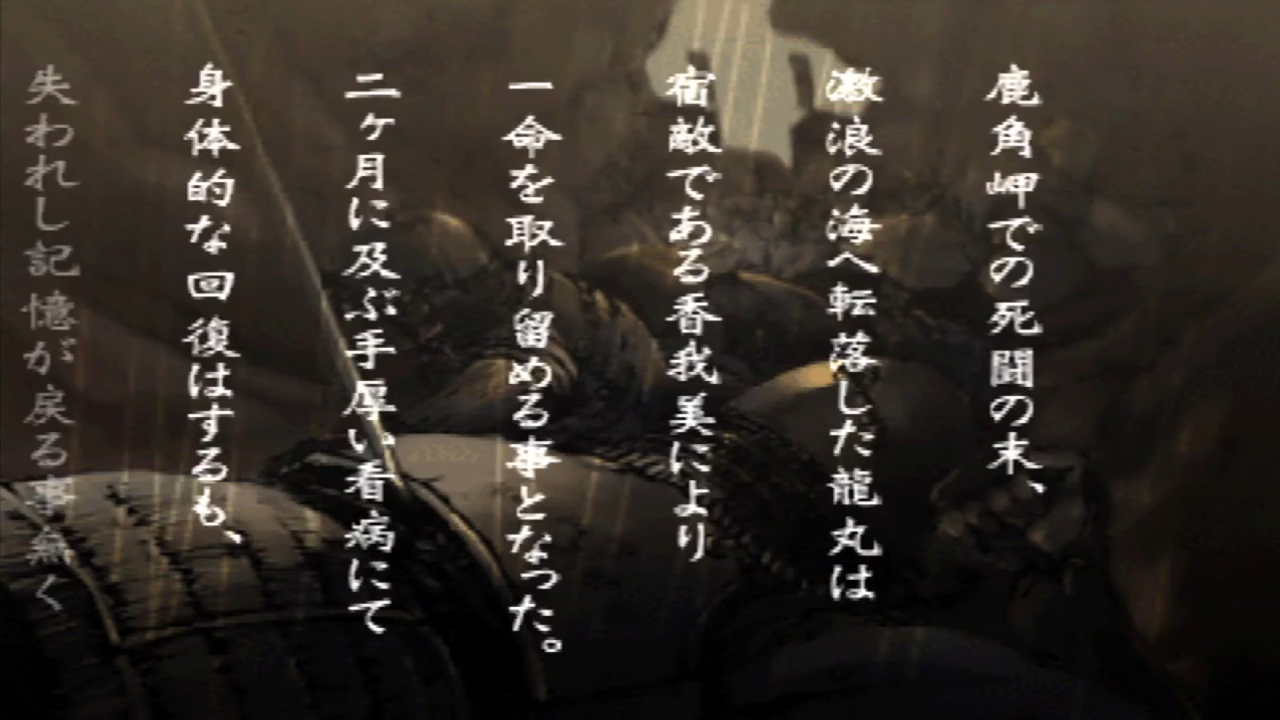 鹿角岬での死闘の末、
激浪の海へ転落した龍丸は
宿敵である香我美により
一命を取り留める事となった。
二ヶ月に及ぶ手厚い看病にて
身体的な回復はするも、
失われし記憶が戻る事無く